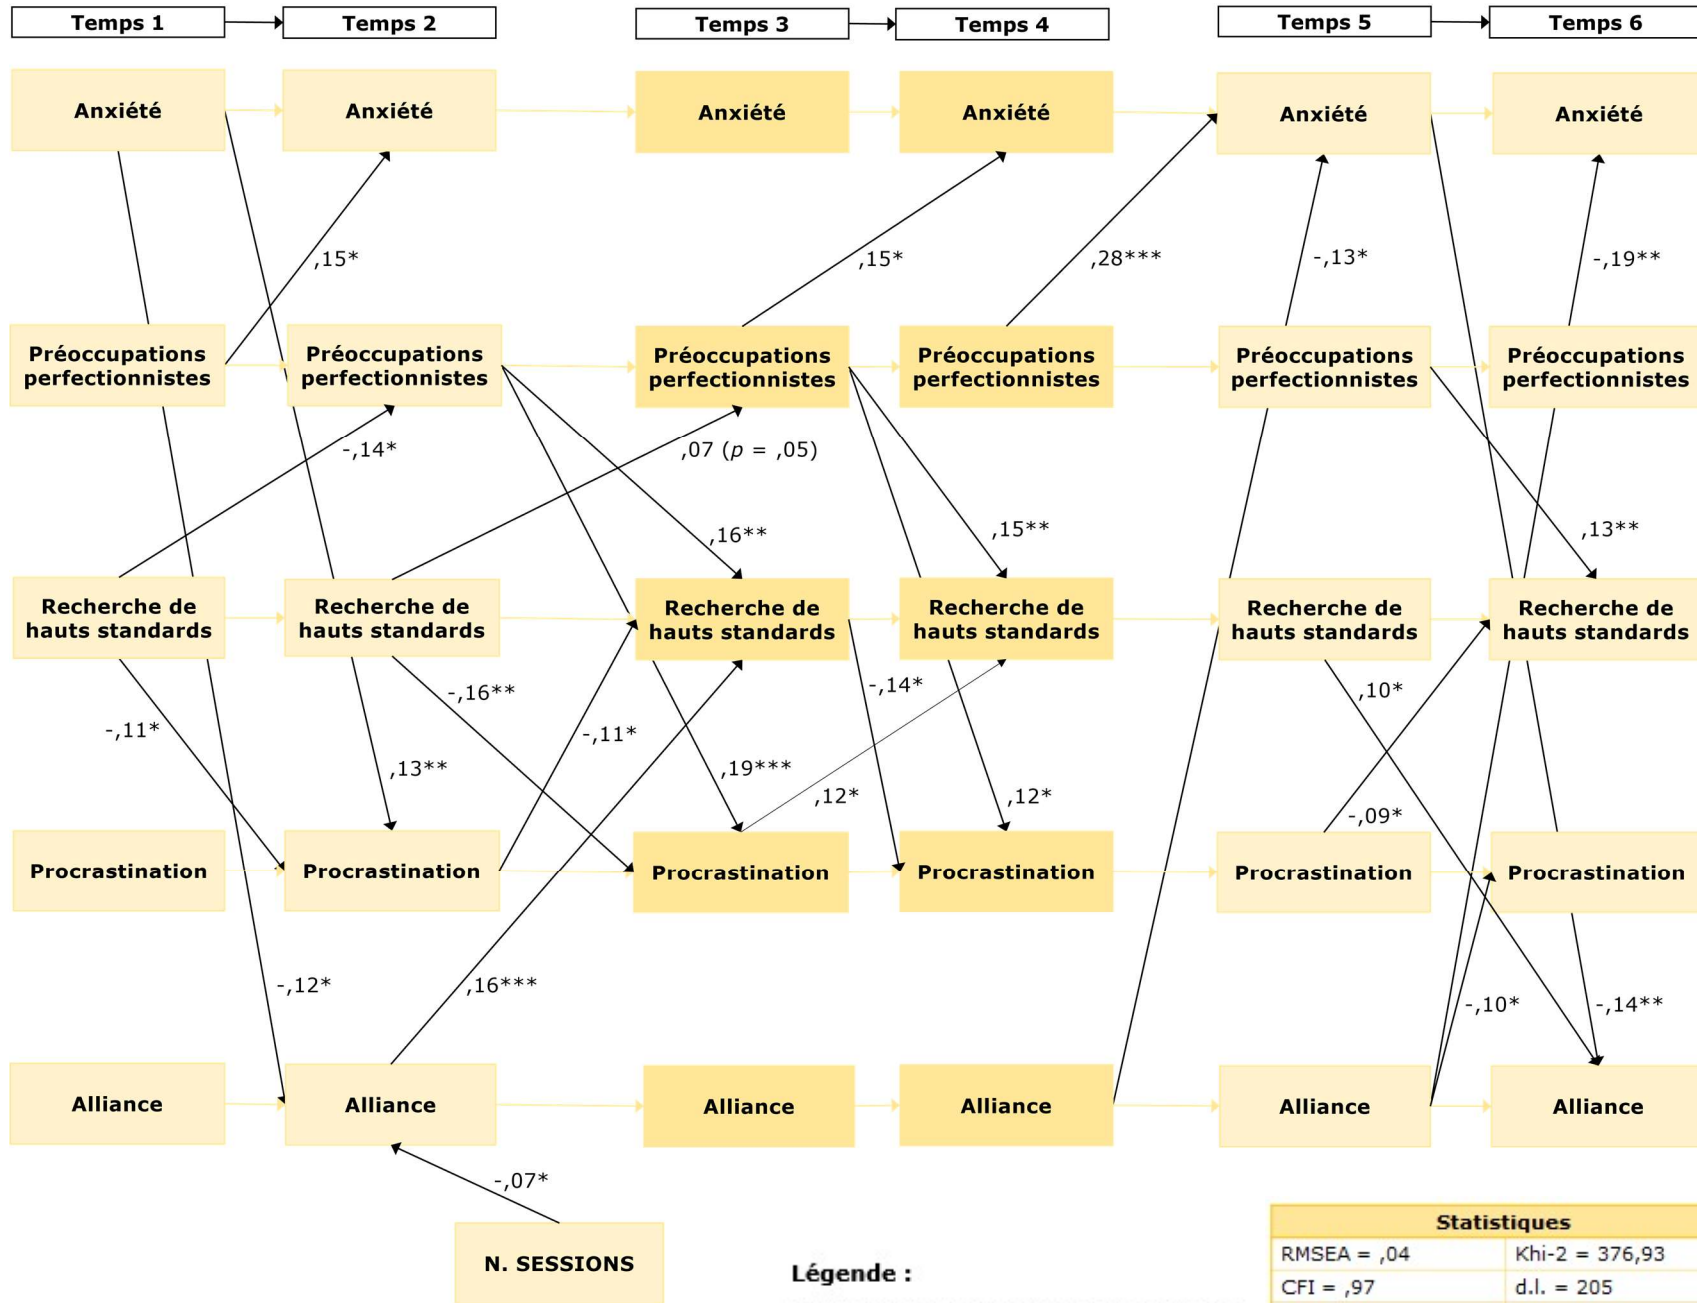 Temps 1
Temps 2
Temps 3
Temps 4
Temps 5
Temps 6
Anxiété
Anxiété
Anxiété
Anxiété
Anxiété
Anxiété
,15*
,15*
,28***
-,13*
-,19**
Préoccupations
perfectionnistes
Préoccupations
perfectionnistes
Préoccupations
perfectionnistes
Préoccupations
perfectionnistes
Préoccupations
perfectionnistes
Préoccupations
perfectionnistes
-,14*
,07 (p = ,05)
,16**
,15**
,13**
Recherche de
hauts standards
Recherche de
hauts standards
Recherche de
hauts standards
Recherche de
hauts standards
Recherche de
hauts standards
Recherche de
hauts standards
-,11*
-,16**
,13**
-,11*
,19***
-,14*
,12*
,12*
,10*
-,09*
Procrastination
Procrastination
Procrastination
Procrastination
Procrastination
Procrastination
-,12*
,16***
-,10*
-,14**
Alliance
Alliance
Alliance
Alliance
Alliance
Alliance
-,07*
N. SESSIONS
Légende :
Statistiques
RMSEA = ,04
Khi-2 = 376,93
CFI = ,97
d.l. = 205